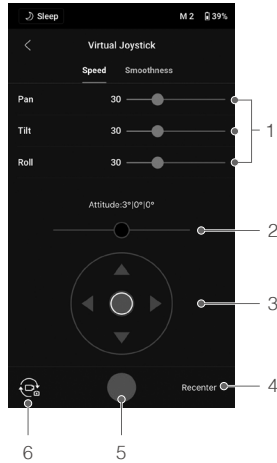 Sleep M 2 39%
Virtual Joystick
Speed Smoothness
Pan 30
Tilt 30
Roll 30
1
Attitude:3°|0°|0°
2
3
Recenter 4
6 5